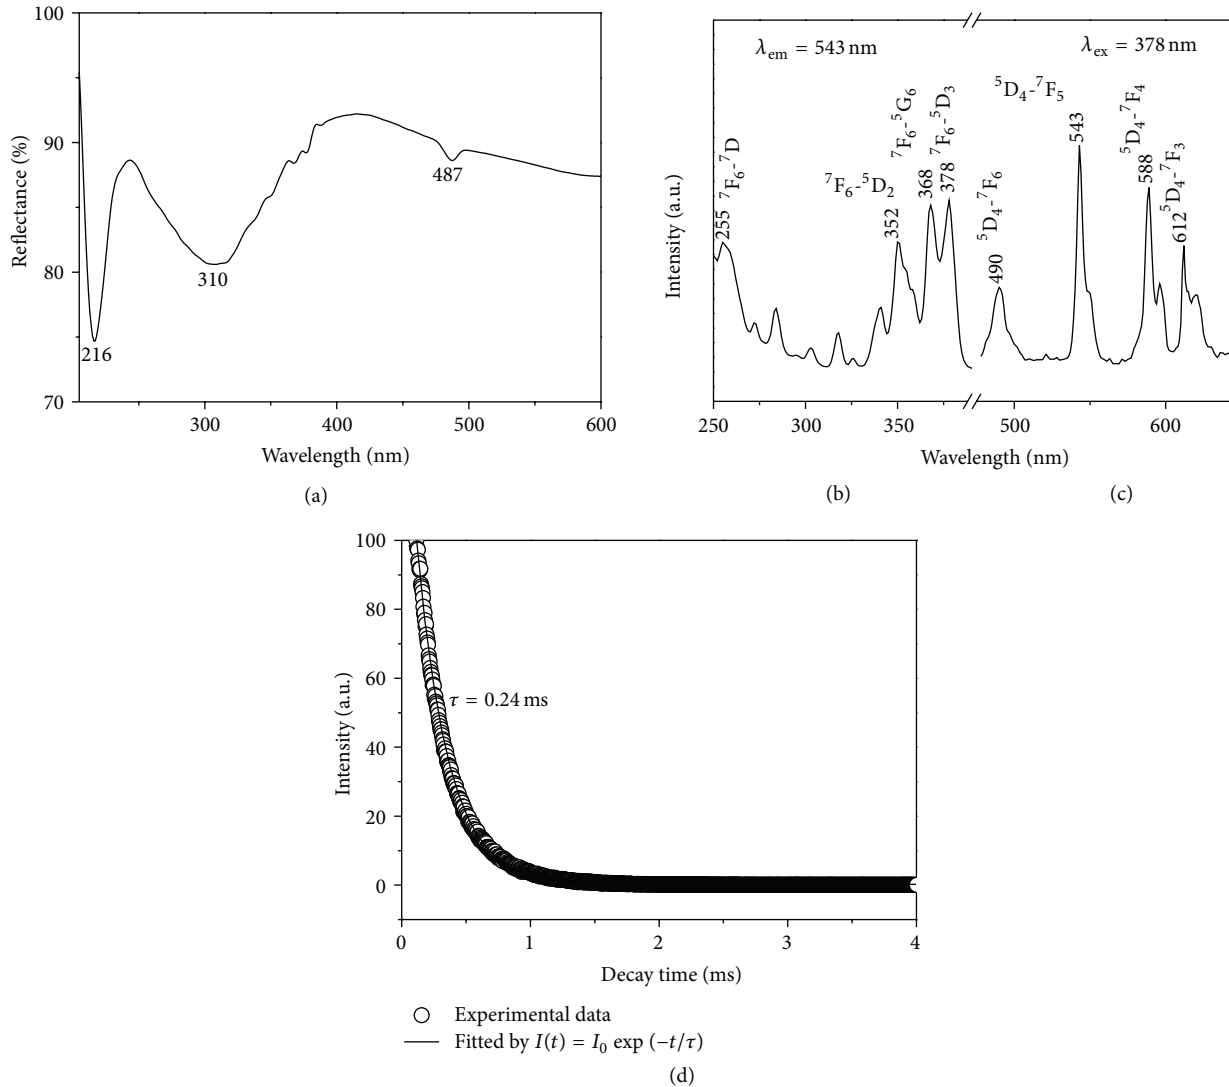 100
90
80
70
Reflectance (%)
216
310
487
300
400
500
600
Wavelength (nm)
(a)
λem = 543 nm
λex = 378 nm
Intensity (a.u.)
255 ⁷F₆-⁷D
⁷F₆-⁵D₂
352
368 ⁷F₆-⁵G₆
378 ⁷F₆-⁵D₃
490 ⁵D₄-⁷F₆
⁵D₄-⁷F₅
543
588 ⁵D₄-⁷F₄
612 ⁵D₄-⁷F₃
250
300
350
500
600
Wavelength (nm)
(b)
(c)
100
80
60
40
20
0
Intensity (a.u.)
τ = 0.24 ms
0
1
2
3
4
Decay time (ms)
Experimental data
Fitted by I(t) = I₀ exp (−t/τ)
(d)